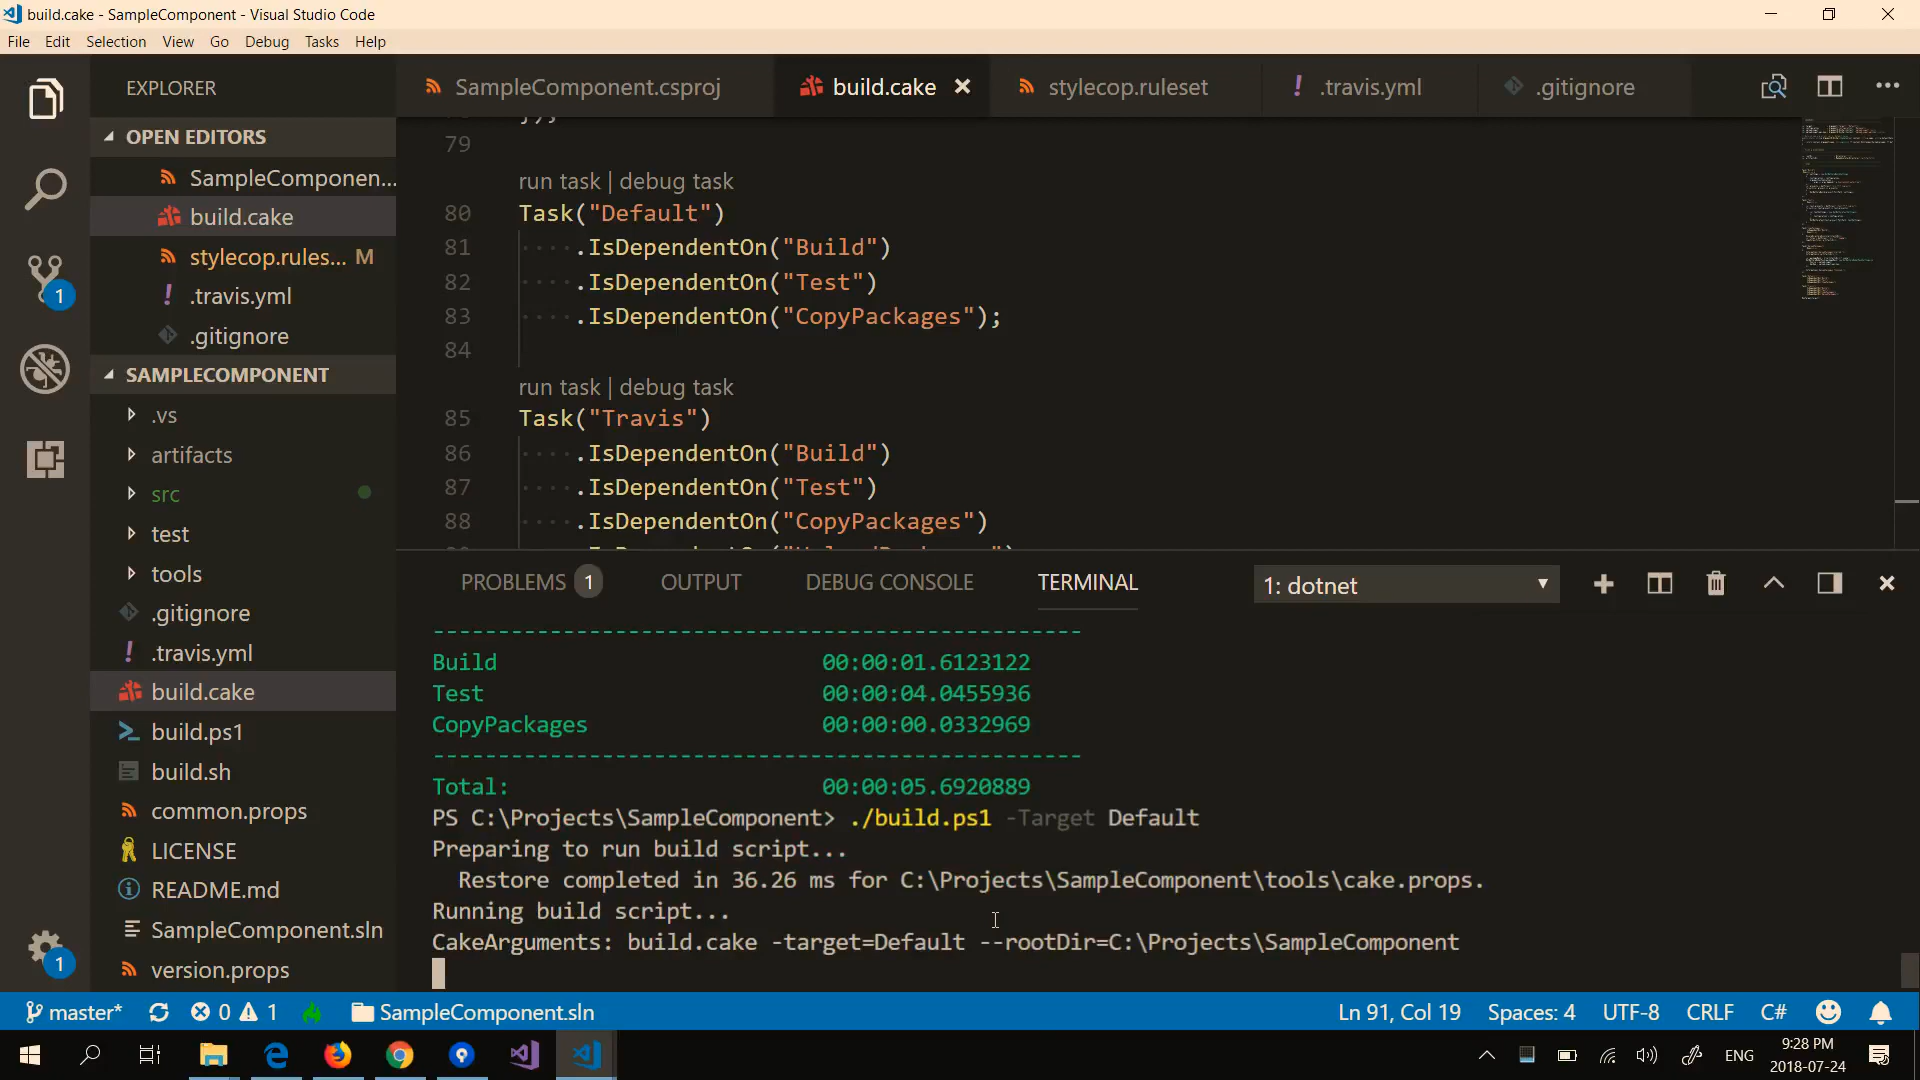 build.cake - SampleComponent - Visual Studio Code
File Edit Selection View Go Debug Tasks Help
EXPLORER
OPEN EDITORS
SampleComponen...
build.cake
stylecop.rules... M
.travis.yml
.gitignore
SAMPLECOMPONENT
.vs
artifacts
src
test
tools
.gitignore
.travis.yml
build.cake
build.ps1
build.sh
common.props
LICENSE
README.md
SampleComponent.sln
version.props
1
1
SampleComponent.csproj build.cake stylecop.ruleset .travis.yml .gitignore
79
run task | debug task
80 Task("Default")
81 ····.IsDependentOn("Build")
82 ····.IsDependentOn("Test")
83 ····.IsDependentOn("CopyPackages");
84
run task | debug task
85 Task("Travis")
86 ····.IsDependentOn("Build")
87 ····.IsDependentOn("Test")
88 ····.IsDependentOn("CopyPackages")
PROBLEMS 1 OUTPUT DEBUG CONSOLE TERMINAL 1: dotnet
--------------------------------------------------
Build 00:00:01.6123122
Test 00:00:04.0455936
CopyPackages 00:00:00.0332969
--------------------------------------------------
Total: 00:00:05.6920889
PS C:\Projects\SampleComponent> ./build.ps1 -Target Default
Preparing to run build script...
Restore completed in 36.26 ms for C:\Projects\SampleComponent\tools\cake.props.
Running build script...
CakeArguments: build.cake -target=Default --rootDir=C:\Projects\SampleComponent
master* 0 1 SampleComponent.sln Ln 91, Col 19 Spaces: 4 UTF-8 CRLF C#
ENG 9:28 PM
2018-07-24